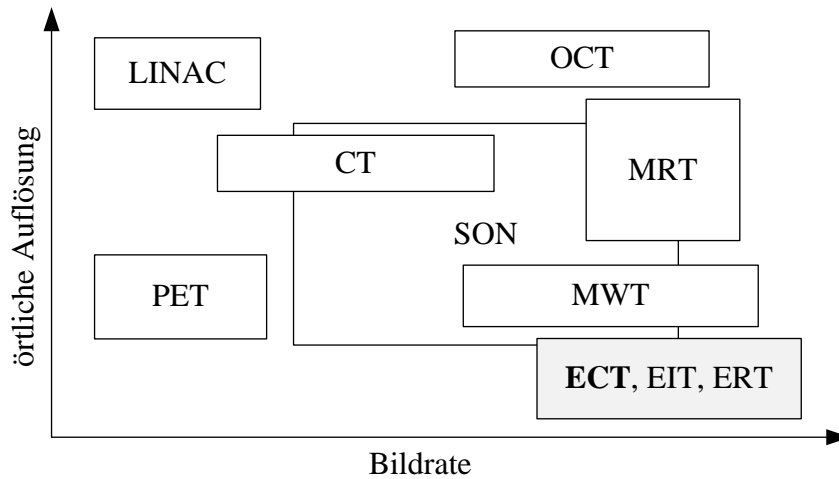 örtliche Auflösung
LINAC
OCT
CT
MRT
SON
PET
MWT
ECT, EIT, ERT
Bildrate